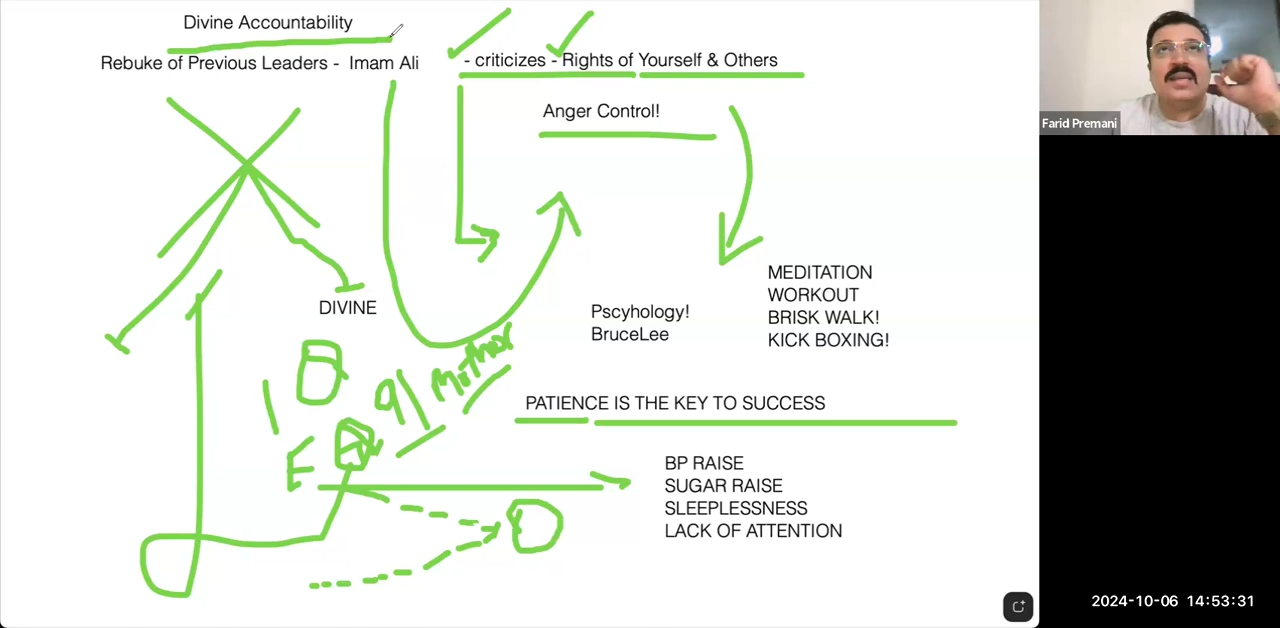 Divine Accountability
Rebuke of Previous Leaders - Imam Ali
- criticizes - Rights of Yourself & Others
Anger Control!
DIVINE
Pscyhology!
BruceLee
MEDITATION
WORKOUT
BRISK WALK!
KICK BOXING!
Mother
PATIENCE IS THE KEY TO SUCCESS
BP RAISE
SUGAR RAISE
SLEEPLESSNESS
LACK OF ATTENTION
Farid Premani
2024-10-06 14:53:31